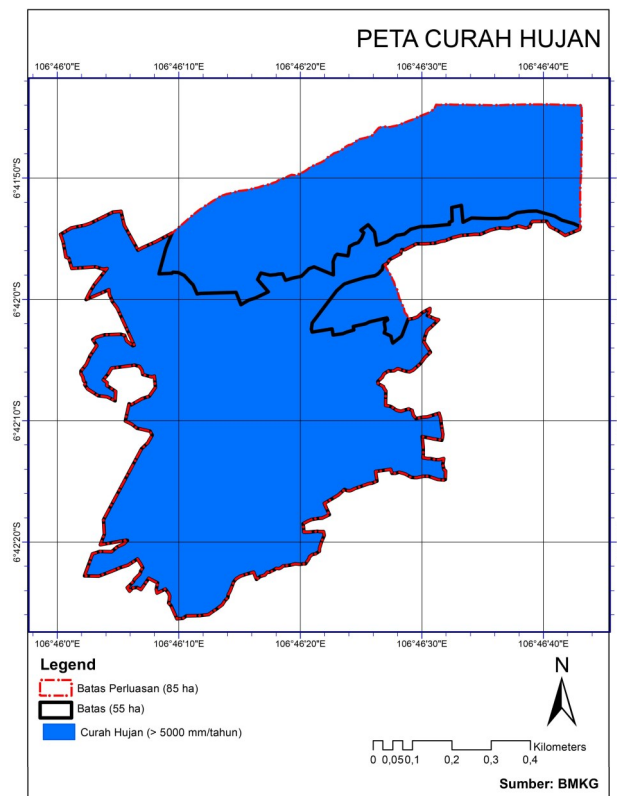 PETA CURAH HUJAN
106°46'0"E 106°46'10"E 106°46'20"E 106°46'30"E 106°46'40"E
6°41'50"S
6°42'0"S
6°42'10"S
6°42'20"S
106°46'0"E 106°46'10"E 106°46'20"E 106°46'30"E 106°46'40"E
Legend
Batas Perluasan (85 ha)
Batas (55 ha)
Curah Hujan (> 5000 mm/tahun)
N
Kilometers
0 0,050,1 0,2 0,3 0,4
Sumber: BMKG